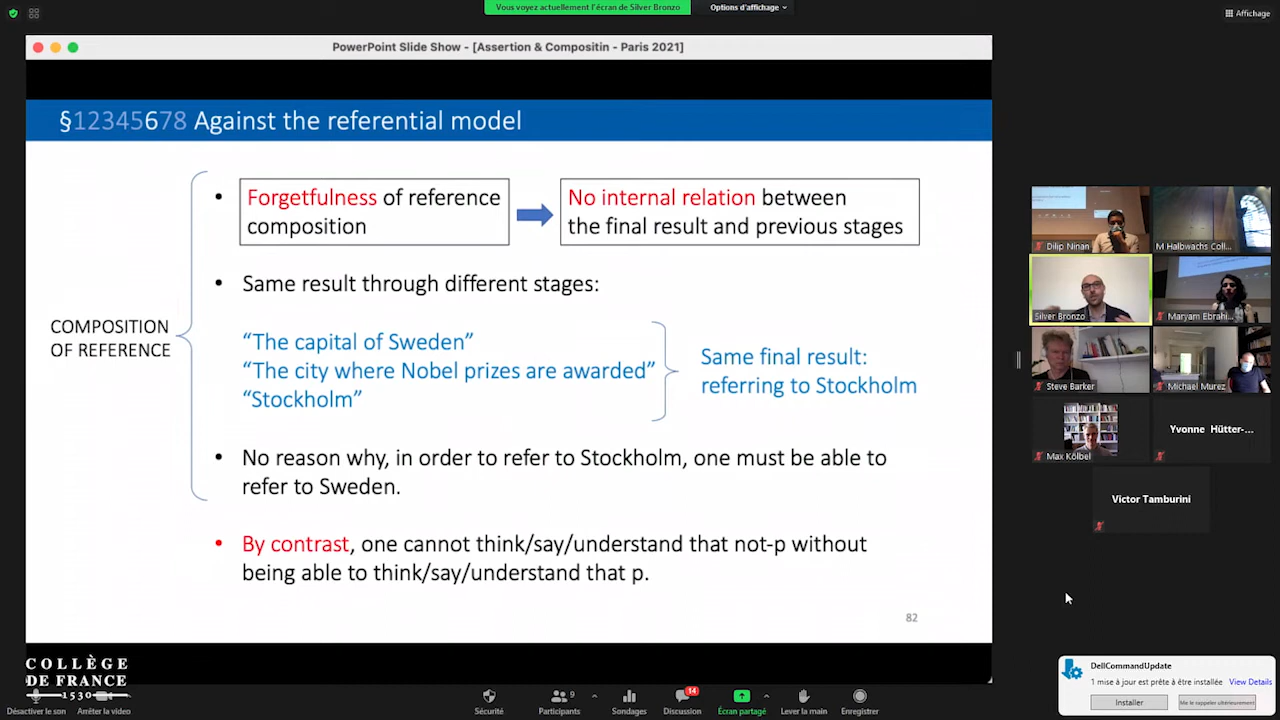 Vous voyez actuellement l'écran de Silver Bronzo
Options d'affichage
Affichage
PowerPoint Slide Show - [Assertion & Compositin - Paris 2021]
§12345678 Against the referential model
COMPOSITION
OF REFERENCE
• Forgetfulness of reference
composition
No internal relation between
the final result and previous stages
• Same result through different stages:
“The capital of Sweden”
“The city where Nobel prizes are awarded”
“Stockholm”
Same final result:
referring to Stockholm
• No reason why, in order to refer to Stockholm, one must be able to
refer to Sweden.
• By contrast, one cannot think/say/understand that not-p without
being able to think/say/understand that p.
82
Dilip Ninan
M Halbwachs Coll...
Silver Bronzo
Maryam Ebrahi...
Steve Barker
Michael Murez
Max Kölbel
Yvonne Hütter-...
Victor Tamburini
COLLÈGE
DE FRANCE
1530
DellCommandUpdate
1 mise à jour est prête à être installée
View Details
Installer
Me le rappeler ultérieurement
Désactiver le son
Arrêter la vidéo
Sécurité
9
Participants
Sondages
14
Discussion
Écran partagé
Lever la main
Enregistrer